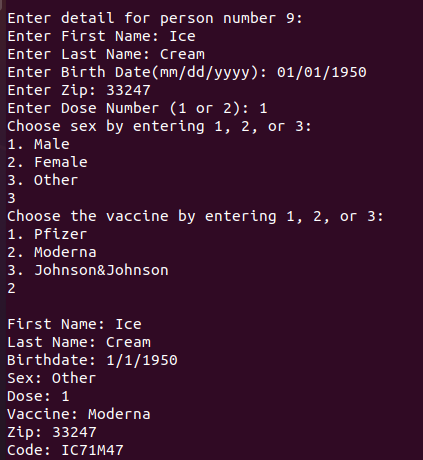 Enter detail for person number 9:
Enter First Name: Ice
Enter Last Name: Cream
Enter Birth Date(mm/dd/yyyy): 01/01/1950
Enter Zip: 33247
Enter Dose Number (1 or 2): 1
Choose sex by entering 1, 2, or 3:
1. Male
2. Female
3. Other
3
Choose the vaccine by entering 1, 2, or 3:
1. Pfizer
2. Moderna
3. Johnson&Johnson
2
First Name: Ice
Last Name: Cream
Birthdate: 1/1/1950
Sex: Other
Dose: 1
Vaccine: Moderna
Zip: 33247
Code: IC71M47